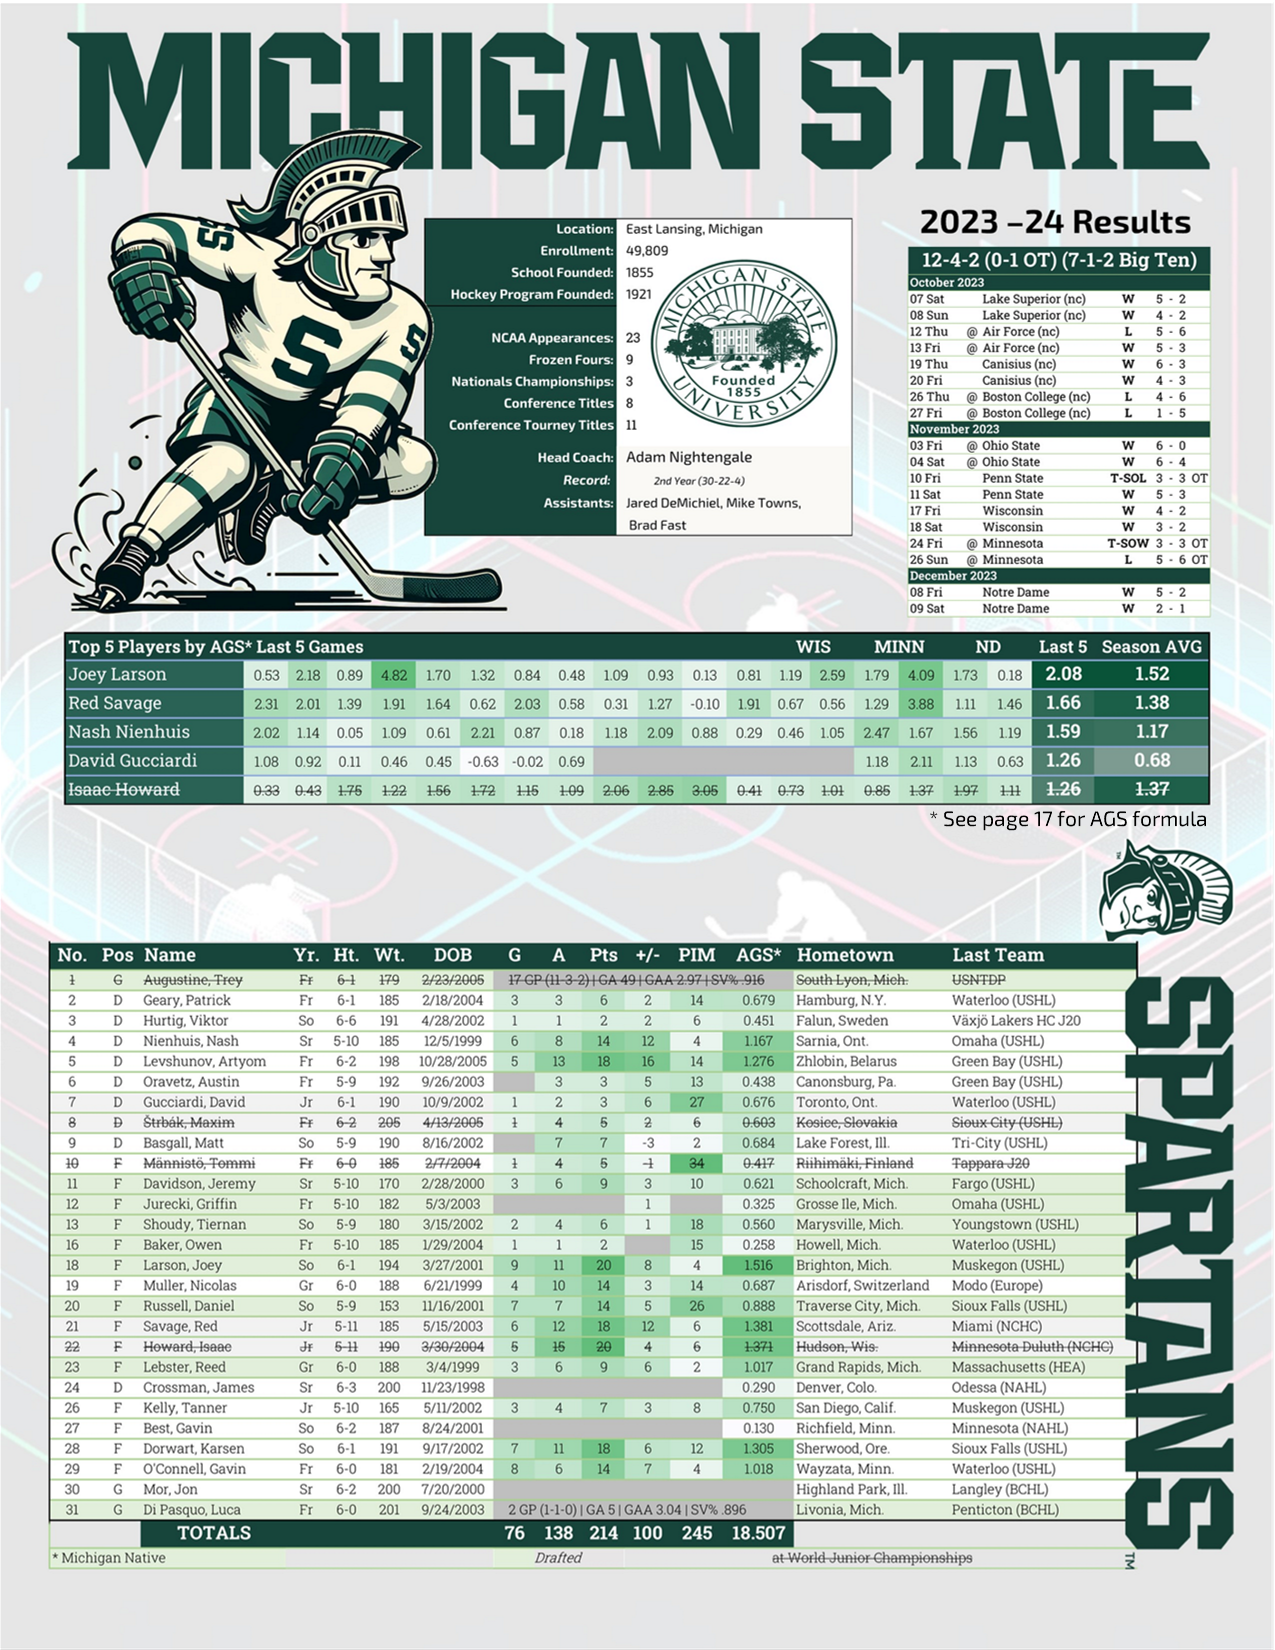 MICHIGAN STATE
S
S
S
Location: East Lansing, Michigan
Enrollment: 49,809
School Founded: 1855
Hockey Program Founded: 1921
NCAA Appearances: 23
Frozen Fours: 9
Nationals Championships: 3
Conference Titles 8
Conference Tourney Titles 11
Head Coach: Adam Nightengale
Record: 2nd Year (30-22-4)
Assistants: Jared DeMichiel, Mike Towns,
Brad Fast
MICHIGAN STATE
UNIVERSITY
Founded
1855
2023 –24 Results
12-4-2 (0-1 OT) (7-1-2 Big Ten)
October 2023
07 Sat Lake Superior (nc) W 5 - 2
08 Sun Lake Superior (nc) W 4 - 2
12 Thu @ Air Force (nc) L 5 - 6
13 Fri @ Air Force (nc) W 5 - 3
19 Thu Canisius (nc) W 6 - 3
20 Fri Canisius (nc) W 4 - 3
26 Thu @ Boston College (nc) L 4 - 6
27 Fri @ Boston College (nc) L 1 - 5
November 2023
03 Fri @ Ohio State W 6 - 0
04 Sat @ Ohio State W 6 - 4
10 Fri Penn State T-SOL 3 - 3 OT
11 Sat Penn State W 5 - 3
17 Fri Wisconsin W 4 - 2
18 Sat Wisconsin W 3 - 2
24 Fri @ Minnesota T-SOW 3 - 3 OT
26 Sun @ Minnesota L 5 - 6 OT
December 2023
08 Fri Notre Dame W 5 - 2
09 Sat Notre Dame W 2 - 1
Top 5 Players by AGS* Last 5 Games WIS MINN ND Last 5 Season AVG
Joey Larson 0.53 2.18 0.89 4.82 1.70 1.32 0.84 0.48 1.09 0.93 0.13 0.81 1.19 2.59 1.79 4.09 1.73 0.18 2.08 1.52
Red Savage 2.31 2.01 1.39 1.91 1.64 0.62 2.03 0.58 0.31 1.27 -0.10 1.91 0.67 0.56 1.29 3.88 1.11 1.46 1.66 1.38
Nash Nienhuis 2.02 1.14 0.05 1.09 0.61 2.21 0.87 0.18 1.18 2.09 0.88 0.29 0.46 1.05 2.47 1.67 1.56 1.19 1.59 1.17
David Gucciardi 1.08 0.92 0.11 0.46 0.45 -0.63 -0.02 0.69 1.18 2.11 1.13 0.63 1.26 0.68
Isaac Howard 0.33 0.43 1.75 1.22 1.56 1.72 1.15 1.09 2.06 2.85 3.05 0.41 0.73 1.01 0.85 1.37 1.97 1.11 1.26 1.37
* See page 17 for AGS formula
No. Pos Name Yr. Ht. Wt. DOB G A Pts +/- PIM AGS* Hometown Last Team
1 G Augustine, Trey Fr 6-1 179 2/23/2005 17 GP (11-3-2) | GA 49 | GAA 2.97 | SV% .916 South Lyon, Mich. USNTDP
2 D Geary, Patrick Fr 6-1 185 2/18/2004 3 3 6 2 14 0.679 Hamburg, N.Y. Waterloo (USHL)
3 D Hurtig, Viktor So 6-6 191 4/28/2002 1 1 2 2 6 0.451 Falun, Sweden Växjö Lakers HC J20
4 D Nienhuis, Nash Sr 5-10 185 12/5/1999 6 8 14 12 4 1.167 Sarnia, Ont. Omaha (USHL)
5 D Levshunov, Artyom Fr 6-2 198 10/28/2005 5 13 18 16 14 1.276 Zhlobin, Belarus Green Bay (USHL)
6 D Oravetz, Austin Fr 5-9 192 9/26/2003 3 3 5 13 0.438 Canonsburg, Pa. Green Bay (USHL)
7 D Gucciardi, David Jr 6-1 190 10/9/2002 1 2 3 6 27 0.676 Toronto, Ont. Waterloo (USHL)
8 D Štrbák, Maxim Fr 6-2 205 4/13/2005 1 4 5 2 6 0.603 Kosice, Slovakia Sioux City (USHL)
9 D Basgall, Matt So 5-9 190 8/16/2002 7 7 -3 2 0.684 Lake Forest, Ill. Tri-City (USHL)
10 F Männistö, Tommi Fr 6-0 185 2/7/2004 1 4 5 -1 34 0.417 Riihimäki, Finland Tappara J20
11 F Davidson, Jeremy Sr 5-10 170 2/28/2000 3 6 9 3 10 0.621 Schoolcraft, Mich. Fargo (USHL)
12 F Jurecki, Griffin Fr 5-10 182 5/3/2003 1 0.325 Grosse Ile, Mich. Omaha (USHL)
13 F Shoudy, Tiernan So 5-9 180 3/15/2002 2 4 6 1 18 0.560 Marysville, Mich. Youngstown (USHL)
16 F Baker, Owen Fr 5-10 185 1/29/2004 1 1 2 15 0.258 Howell, Mich. Waterloo (USHL)
18 F Larson, Joey So 6-1 194 3/27/2001 9 11 20 8 4 1.516 Brighton, Mich. Muskegon (USHL)
19 F Muller, Nicolas Gr 6-0 188 6/21/1999 4 10 14 3 14 0.687 Arisdorf, Switzerland Modo (Europe)
20 F Russell, Daniel So 5-9 153 11/16/2001 7 7 14 5 26 0.888 Traverse City, Mich. Sioux Falls (USHL)
21 F Savage, Red Jr 5-11 185 5/15/2003 6 12 18 12 6 1.381 Scottsdale, Ariz. Miami (NCHC)
22 F Howard, Isaac Jr 5-11 190 3/30/2004 5 15 20 4 6 1.371 Hudson, Wis. Minnesota Duluth (NCHC)
23 F Lebster, Reed Gr 6-0 188 3/4/1999 3 6 9 6 2 1.017 Grand Rapids, Mich. Massachusetts (HEA)
24 D Crossman, James Sr 6-3 200 11/23/1998 0.290 Denver, Colo. Odessa (NAHL)
26 F Kelly, Tanner Jr 5-10 165 5/11/2002 3 4 7 3 8 0.750 San Diego, Calif. Muskegon (USHL)
27 F Best, Gavin So 6-2 187 8/24/2001 0.130 Richfield, Minn. Minnesota (NAHL)
28 F Dorwart, Karsen So 6-1 191 9/17/2002 7 11 18 6 12 1.305 Sherwood, Ore. Sioux Falls (USHL)
29 F O'Connell, Gavin Fr 6-0 181 2/19/2004 8 6 14 7 4 1.018 Wayzata, Minn. Waterloo (USHL)
30 G Mor, Jon Sr 6-2 200 7/20/2000 Highland Park, Ill. Langley (BCHL)
31 G Di Pasquo, Luca Fr 6-0 201 9/24/2003 2 GP (1-1-0) | GA 5 | GAA 3.04 | SV% .896 Livonia, Mich. Penticton (BCHL)
TOTALS 76 138 214 100 245 18.507
* Michigan Native Drafted at World Junior Championships
SPARTANS
TM